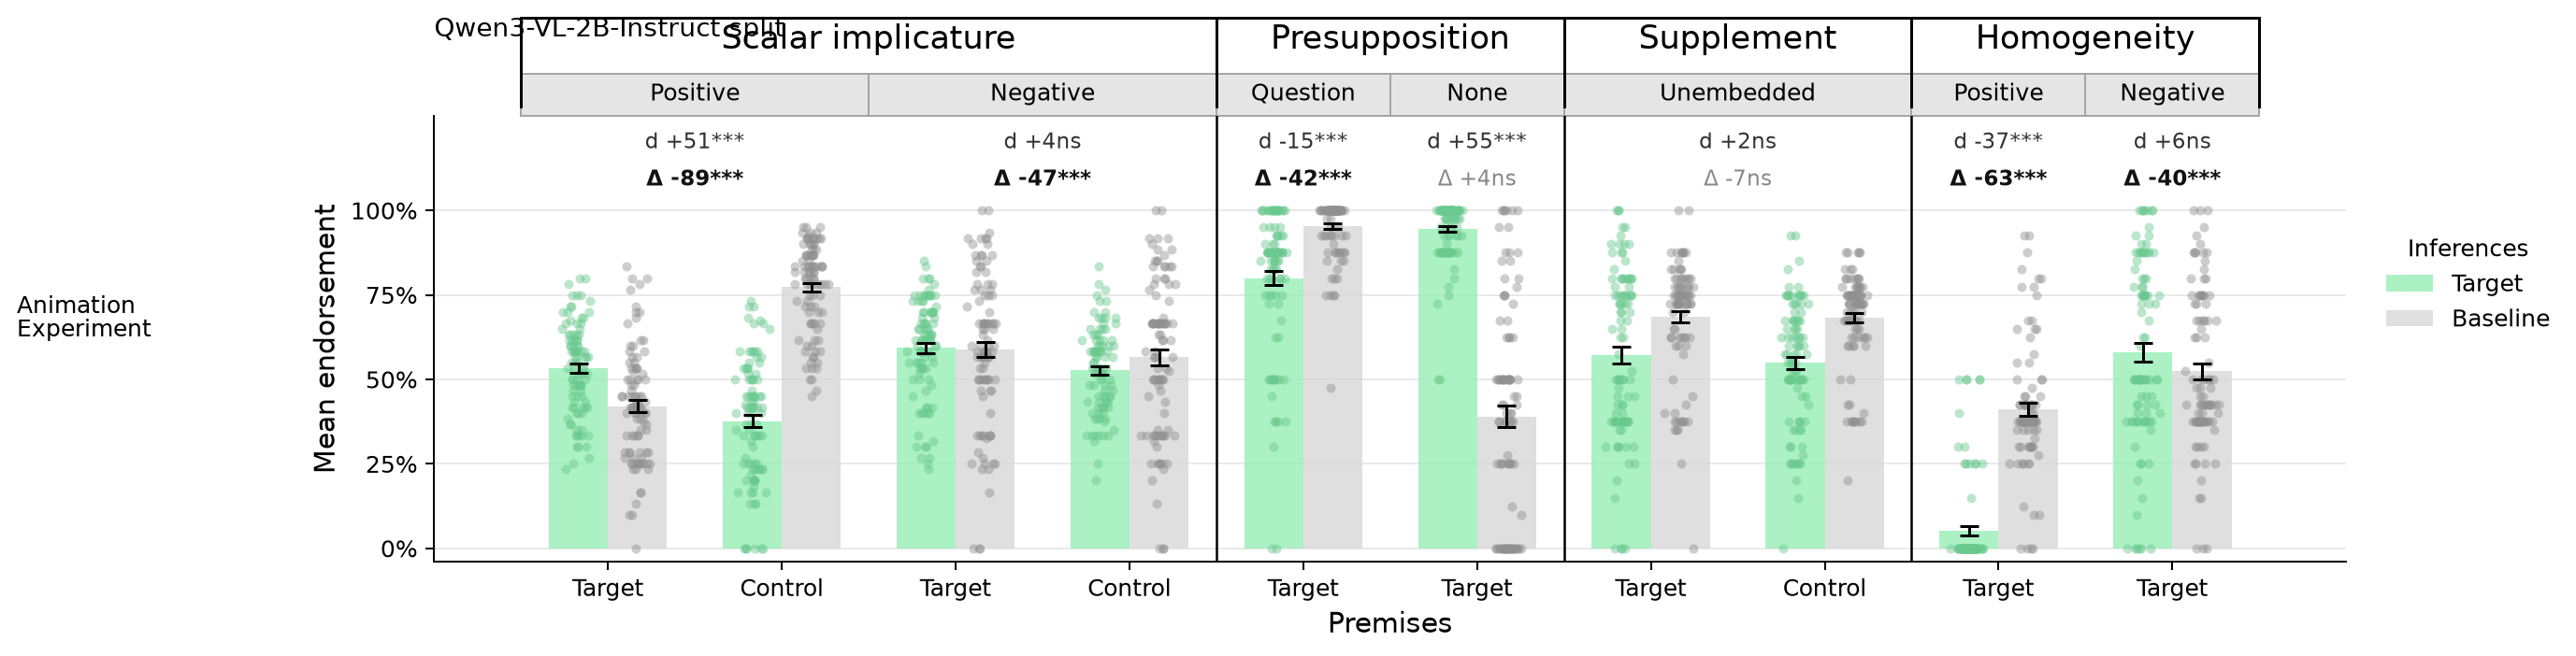 Qwen3-VL-2B-Instruct split
Scalar implicature Presupposition Supplement Homogeneity
Positive Negative Question None Unembedded Positive Negative
d +51*** d +4ns d -15*** d +55*** d +2ns d -37*** d +6ns
Δ -89*** Δ -47*** Δ -42*** Δ +4ns Δ -7ns Δ -63*** Δ -40***
100%
75%
50%
25%
0%
Mean endorsement
Animation
Experiment
Inferences
Target
Baseline
Target Control Target Control Target Target Target Control Target Target
Premises